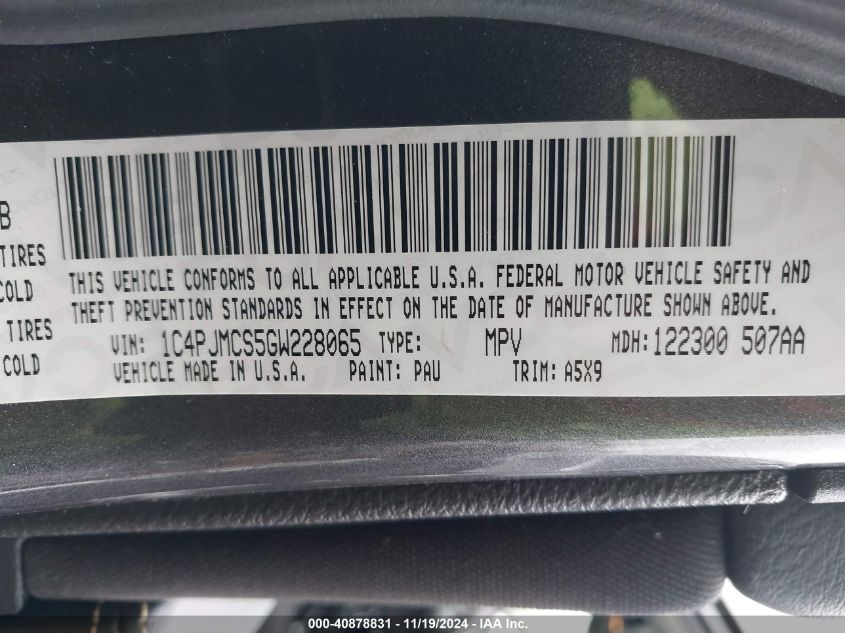 B
TIRES
COLD
TIRES
COLD
THIS VEHICLE CONFORMS TO ALL APPLICABLE U.S.A. FEDERAL MOTOR VEHICLE SAFETY AND
THEFT PREVENTION STANDARDS IN EFFECT ON THE DATE OF MANUFACTURE SHOWN ABOVE.
VIN: 1C4PJMCS5GW228065 TYPE: MPV MDH: 122300 507AA
VEHICLE MADE IN U.S.A. PAINT: PAU TRIM: A5X9
000-40878831 - 11/19/2024 - IAA Inc.